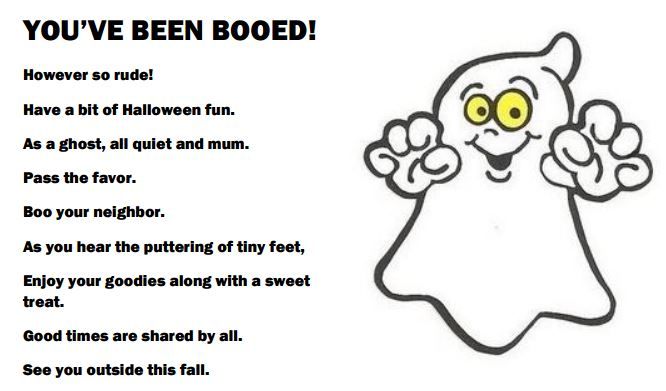 YOU'VE BEEN BOOED!
However so rude!
Have a bit of Halloween fun.
As a ghost, all quiet and mum.
Pass the favor.
Boo your neighbor.
As you hear the puttering of tiny feet,
Enjoy your goodies along with a sweet
treat.
Good times are shared by all.
See you outside this fall.